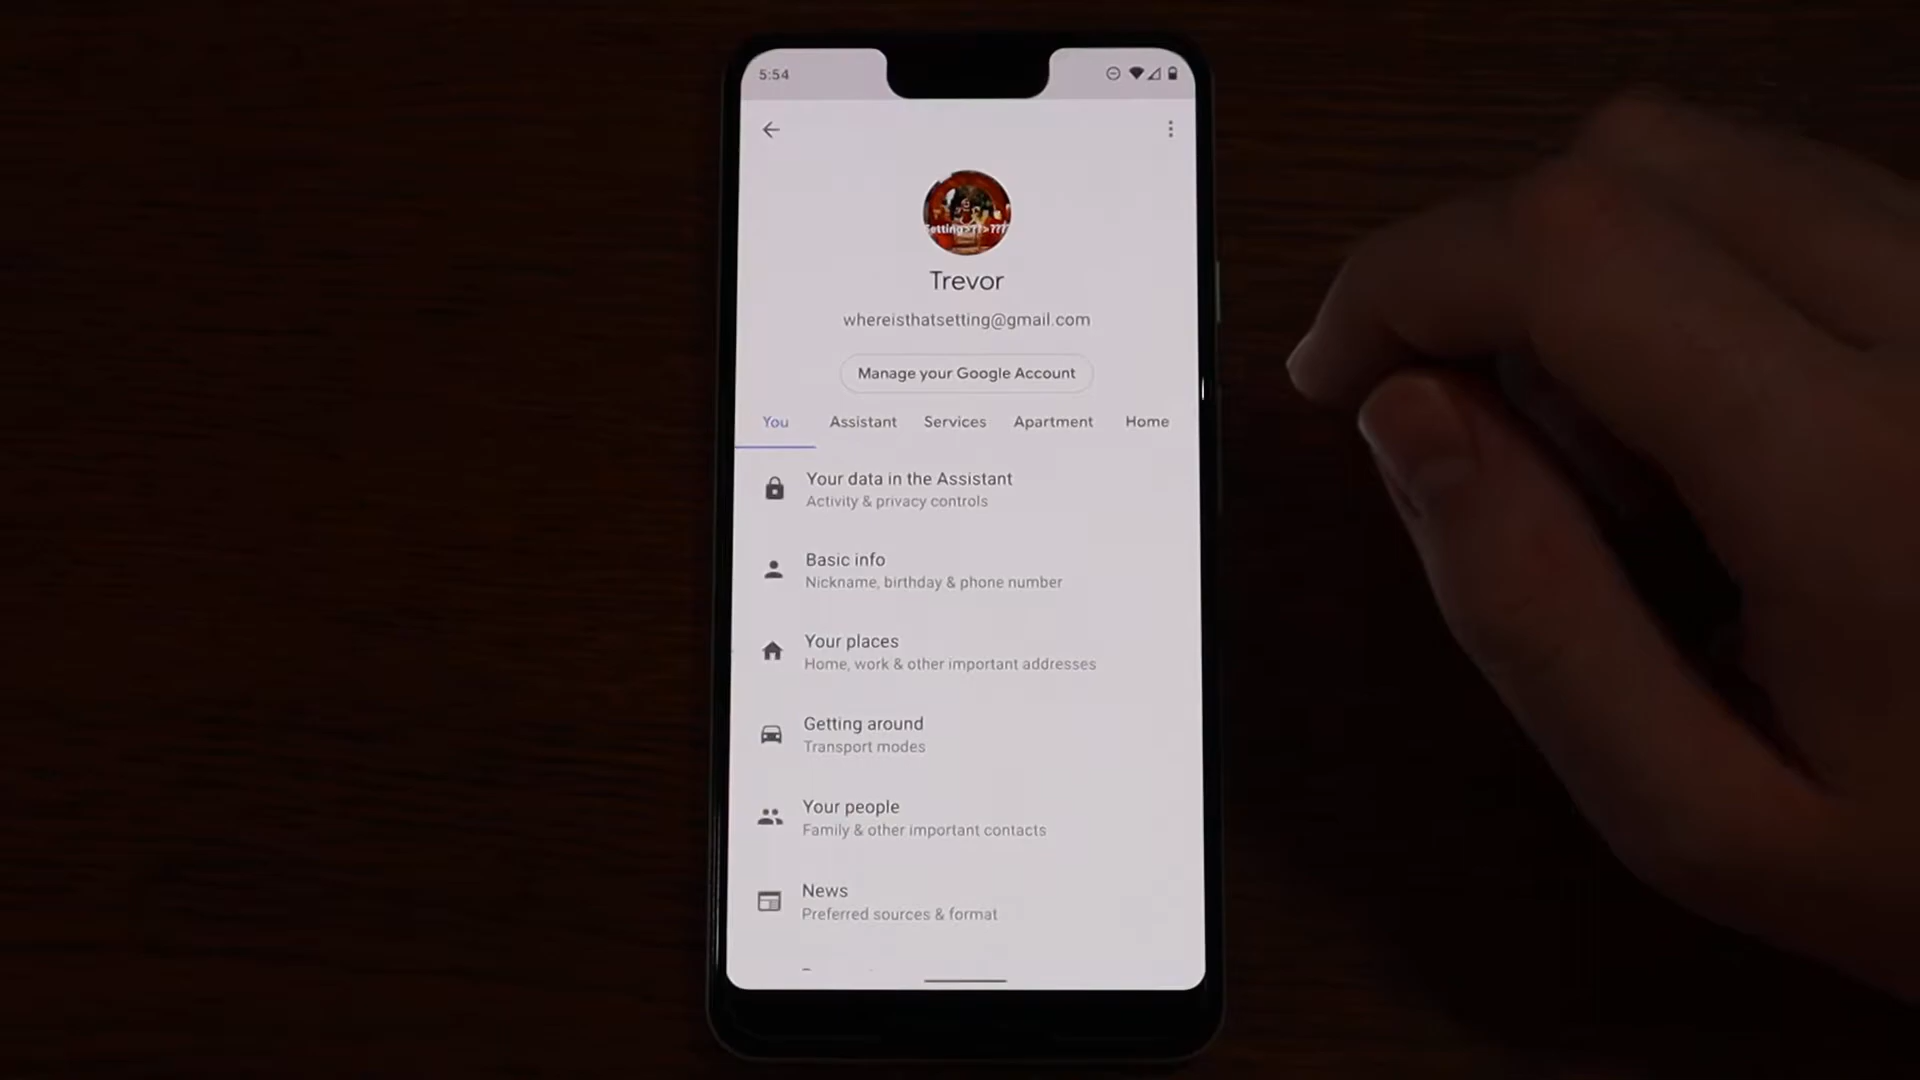 5:54
Setting>??>????
Trevor
whereisthatsetting@gmail.com
Manage your Google Account
You Assistant Services Apartment Home
Your data in the Assistant
Activity & privacy controls
Basic info
Nickname, birthday & phone number
Your places
Home, work & other important addresses
Getting around
Transport modes
Your people
Family & other important contacts
News
Preferred sources & format